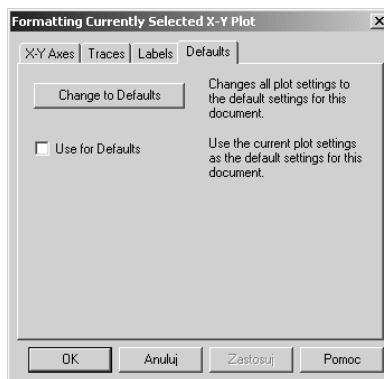 Formatting Currently Selected X-Y Plot
X-Y Axes Traces Labels Defaults
Change to Defaults
Changes all plot settings to
the default settings for this
document.
Use for Defaults
Use the current plot settings
as the default settings for this
document.
OK Anuluj Zastosuj Pomoc